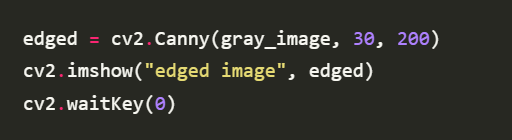 edged = cv2.Canny(gray_image, 30, 200)
cv2.imshow("edged image", edged)
cv2.waitKey(0)